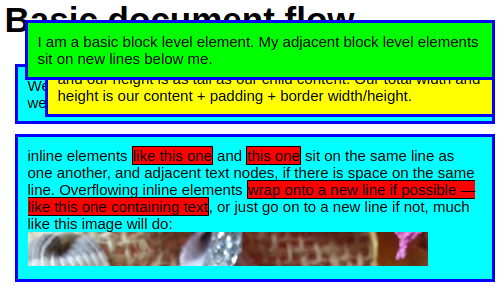 Basic document flow
I am a basic block level element. My adjacent block level elements
sit on new lines below me.
and our height is as tall as our child content. Our total width and
height is our content + padding + border width/height.
We
we
inline elements like this one and this one sit on the same line as
one another, and adjacent text nodes, if there is space on the same
line. Overflowing inline elements wrap onto a new line if possible —
like this one containing text, or just go on to a new line if not, much
like this image will do: